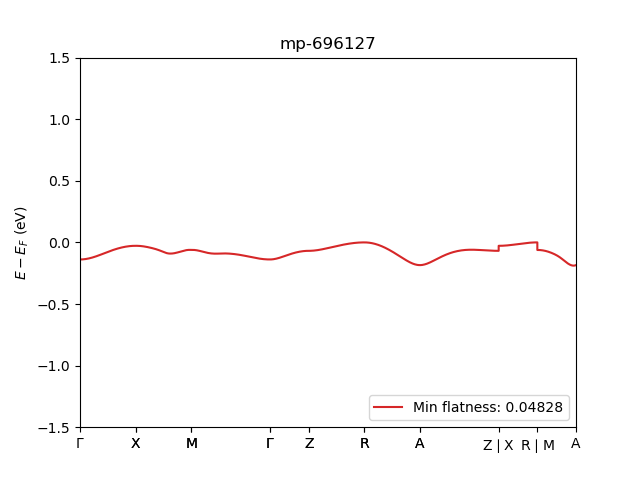 mp-696127
1.5
1.0
0.5
0.0
−0.5
−1.0
−1.5
E − E_F (eV)
Min flatness: 0.04828
Γ X M Γ Z R A Z | X R | M A